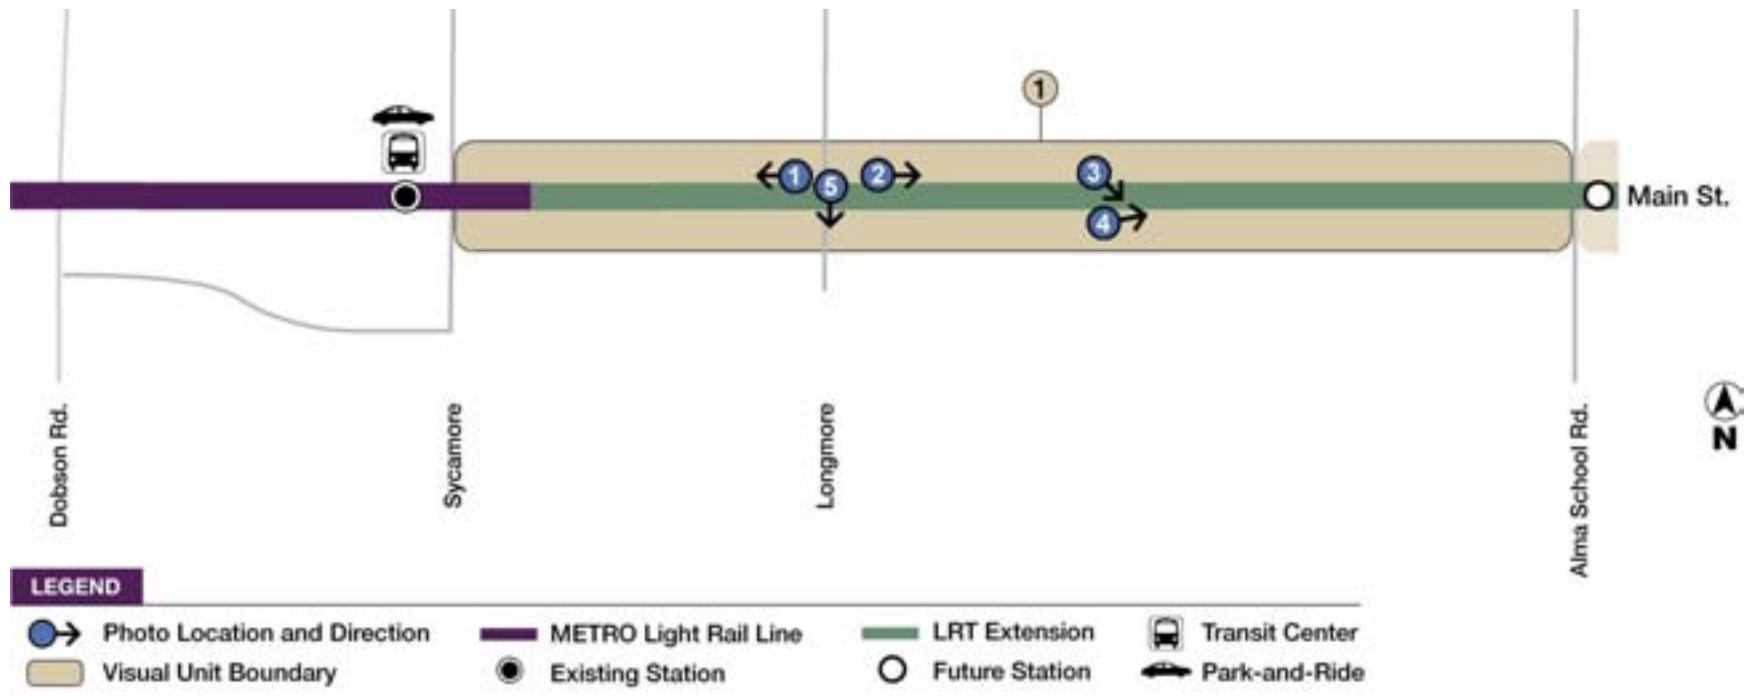 1
1
5
2
3
4
Main St.
Dobson Rd.
Sycamore
Longmore
Alma School Rd.
N
LEGEND
Photo Location and Direction
METRO Light Rail Line
LRT Extension
Transit Center
Visual Unit Boundary
Existing Station
Future Station
Park-and-Ride